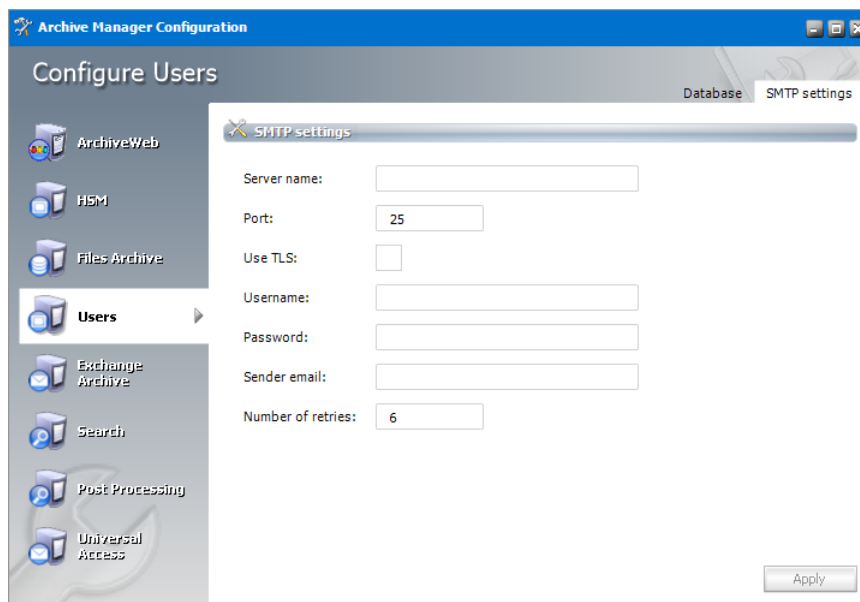 Archive Manager Configuration
Configure Users
Database
SMTP settings
ArchiveWeb
HSM
Files Archive
Users
Exchange
Archive
Search
Post Processing
Universal
Access
SMTP settings
Server name:
Port: 25
Use TLS:
Username:
Password:
Sender email:
Number of retries: 6
Apply